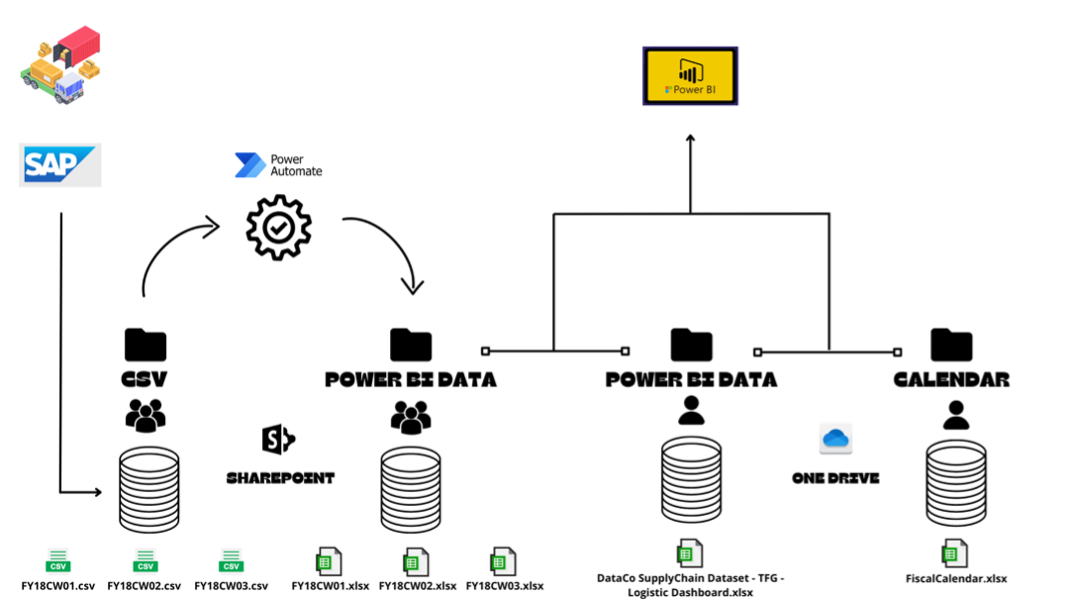 Power BI
SAP
Power
Automate
CSV
POWER BI DATA
POWER BI DATA
CALENDAR
S
SHAREPOINT
ONE DRIVE
CSV
CSV
CSV
FY18CW01.csv
FY18CW02.csv
FY18CW03.csv
FY18CW01.xlsx
FY18CW02.xlsx
FY18CW03.xlsx
DataCo SupplyChain Dataset - TFG -
Logistic Dashboard.xlsx
FiscalCalendar.xlsx